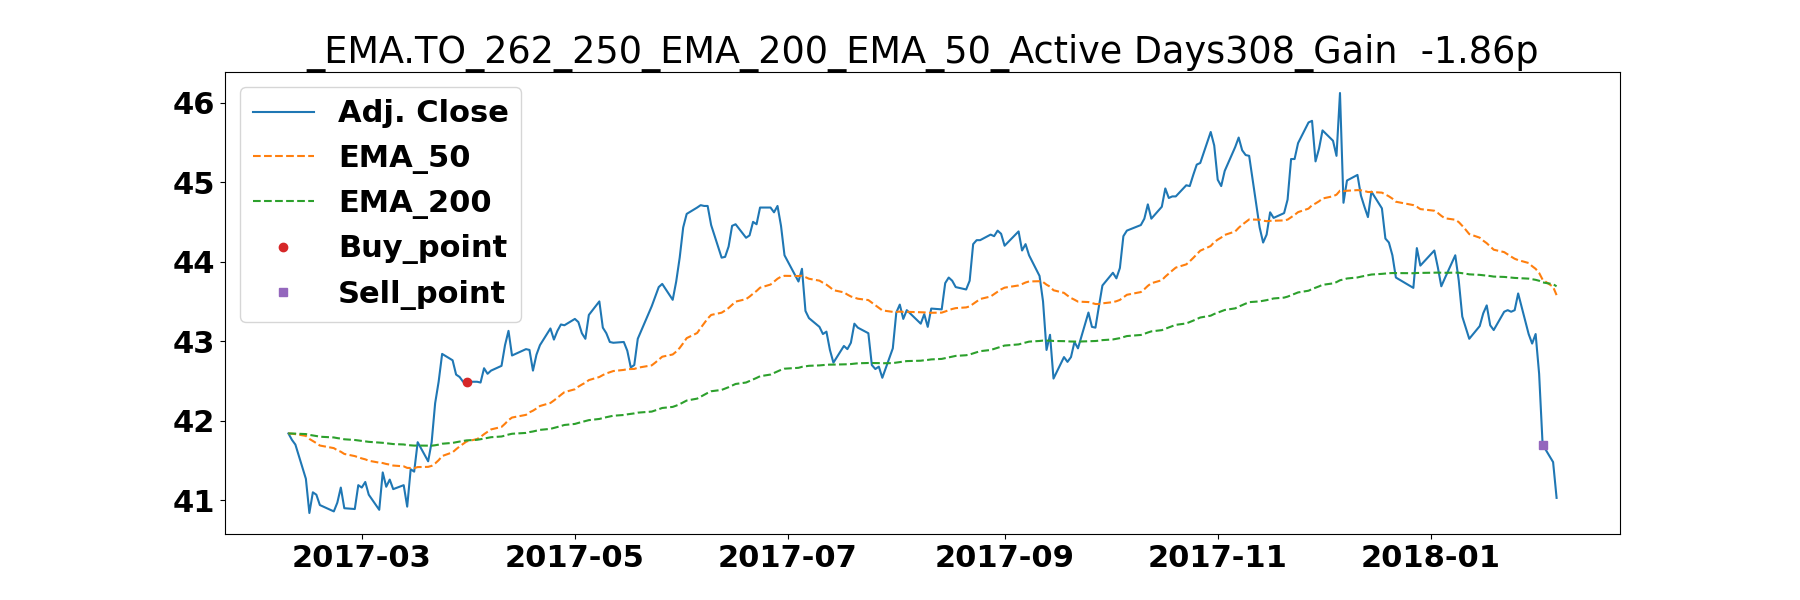 _EMA.TO_262_250_EMA_200_EMA_50_Active Days308_Gain  -1.86p
46
45
44
43
42
41
Adj. Close
EMA_50
EMA_200
Buy_point
Sell_point
2017-03 2017-05 2017-07 2017-09 2017-11 2018-01